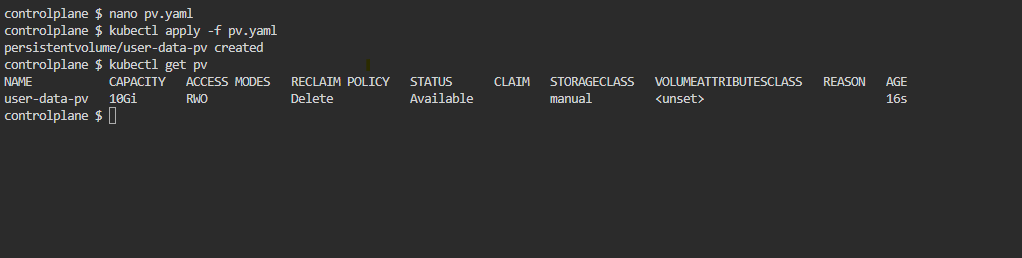 controlplane $ nano pv.yaml
controlplane $ kubectl apply -f pv.yaml
persistentvolume/user-data-pv created
controlplane $ kubectl get pv
NAME CAPACITY ACCESS MODES RECLAIM POLICY STATUS CLAIM STORAGECLASS VOLUMEATTRIBUTESCLASS REASON AGE
user-data-pv 10Gi RWO Delete Available manual <unset> 16s
controlplane $